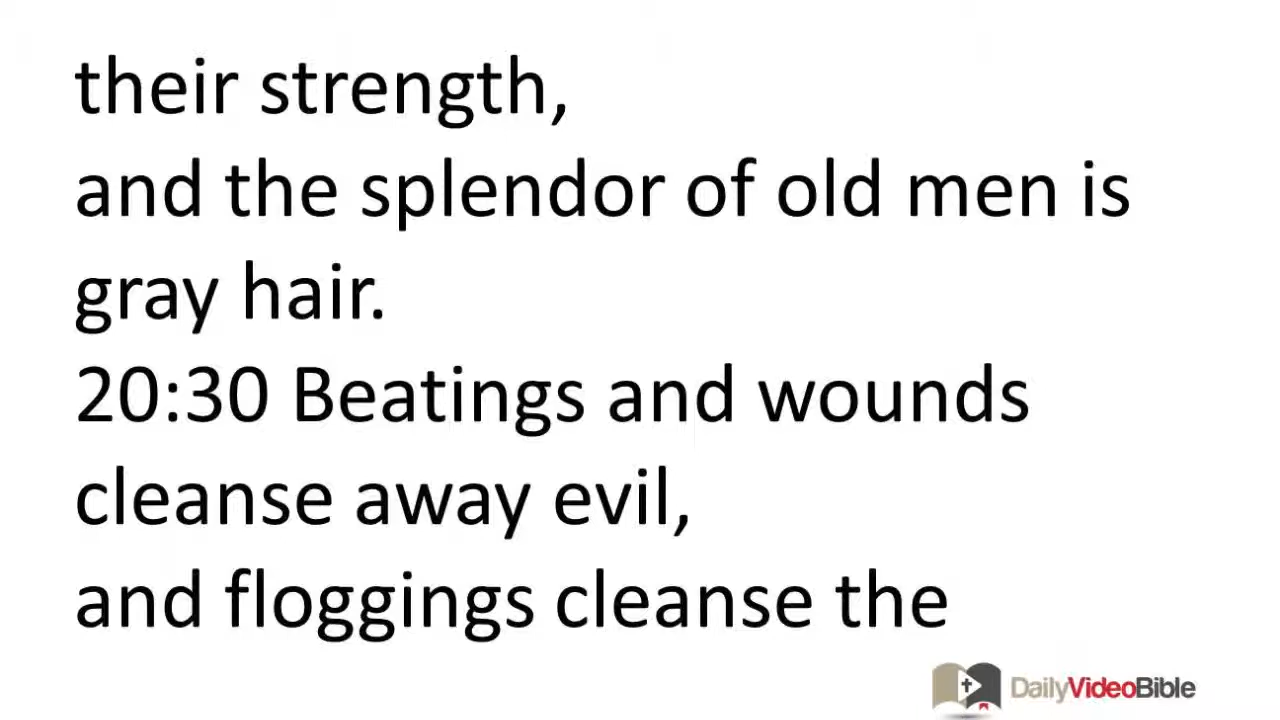 their strength,
and the splendor of old men is
gray hair.
20:30 Beatings and wounds
cleanse away evil,
and floggings cleanse the
DailyVideoBible